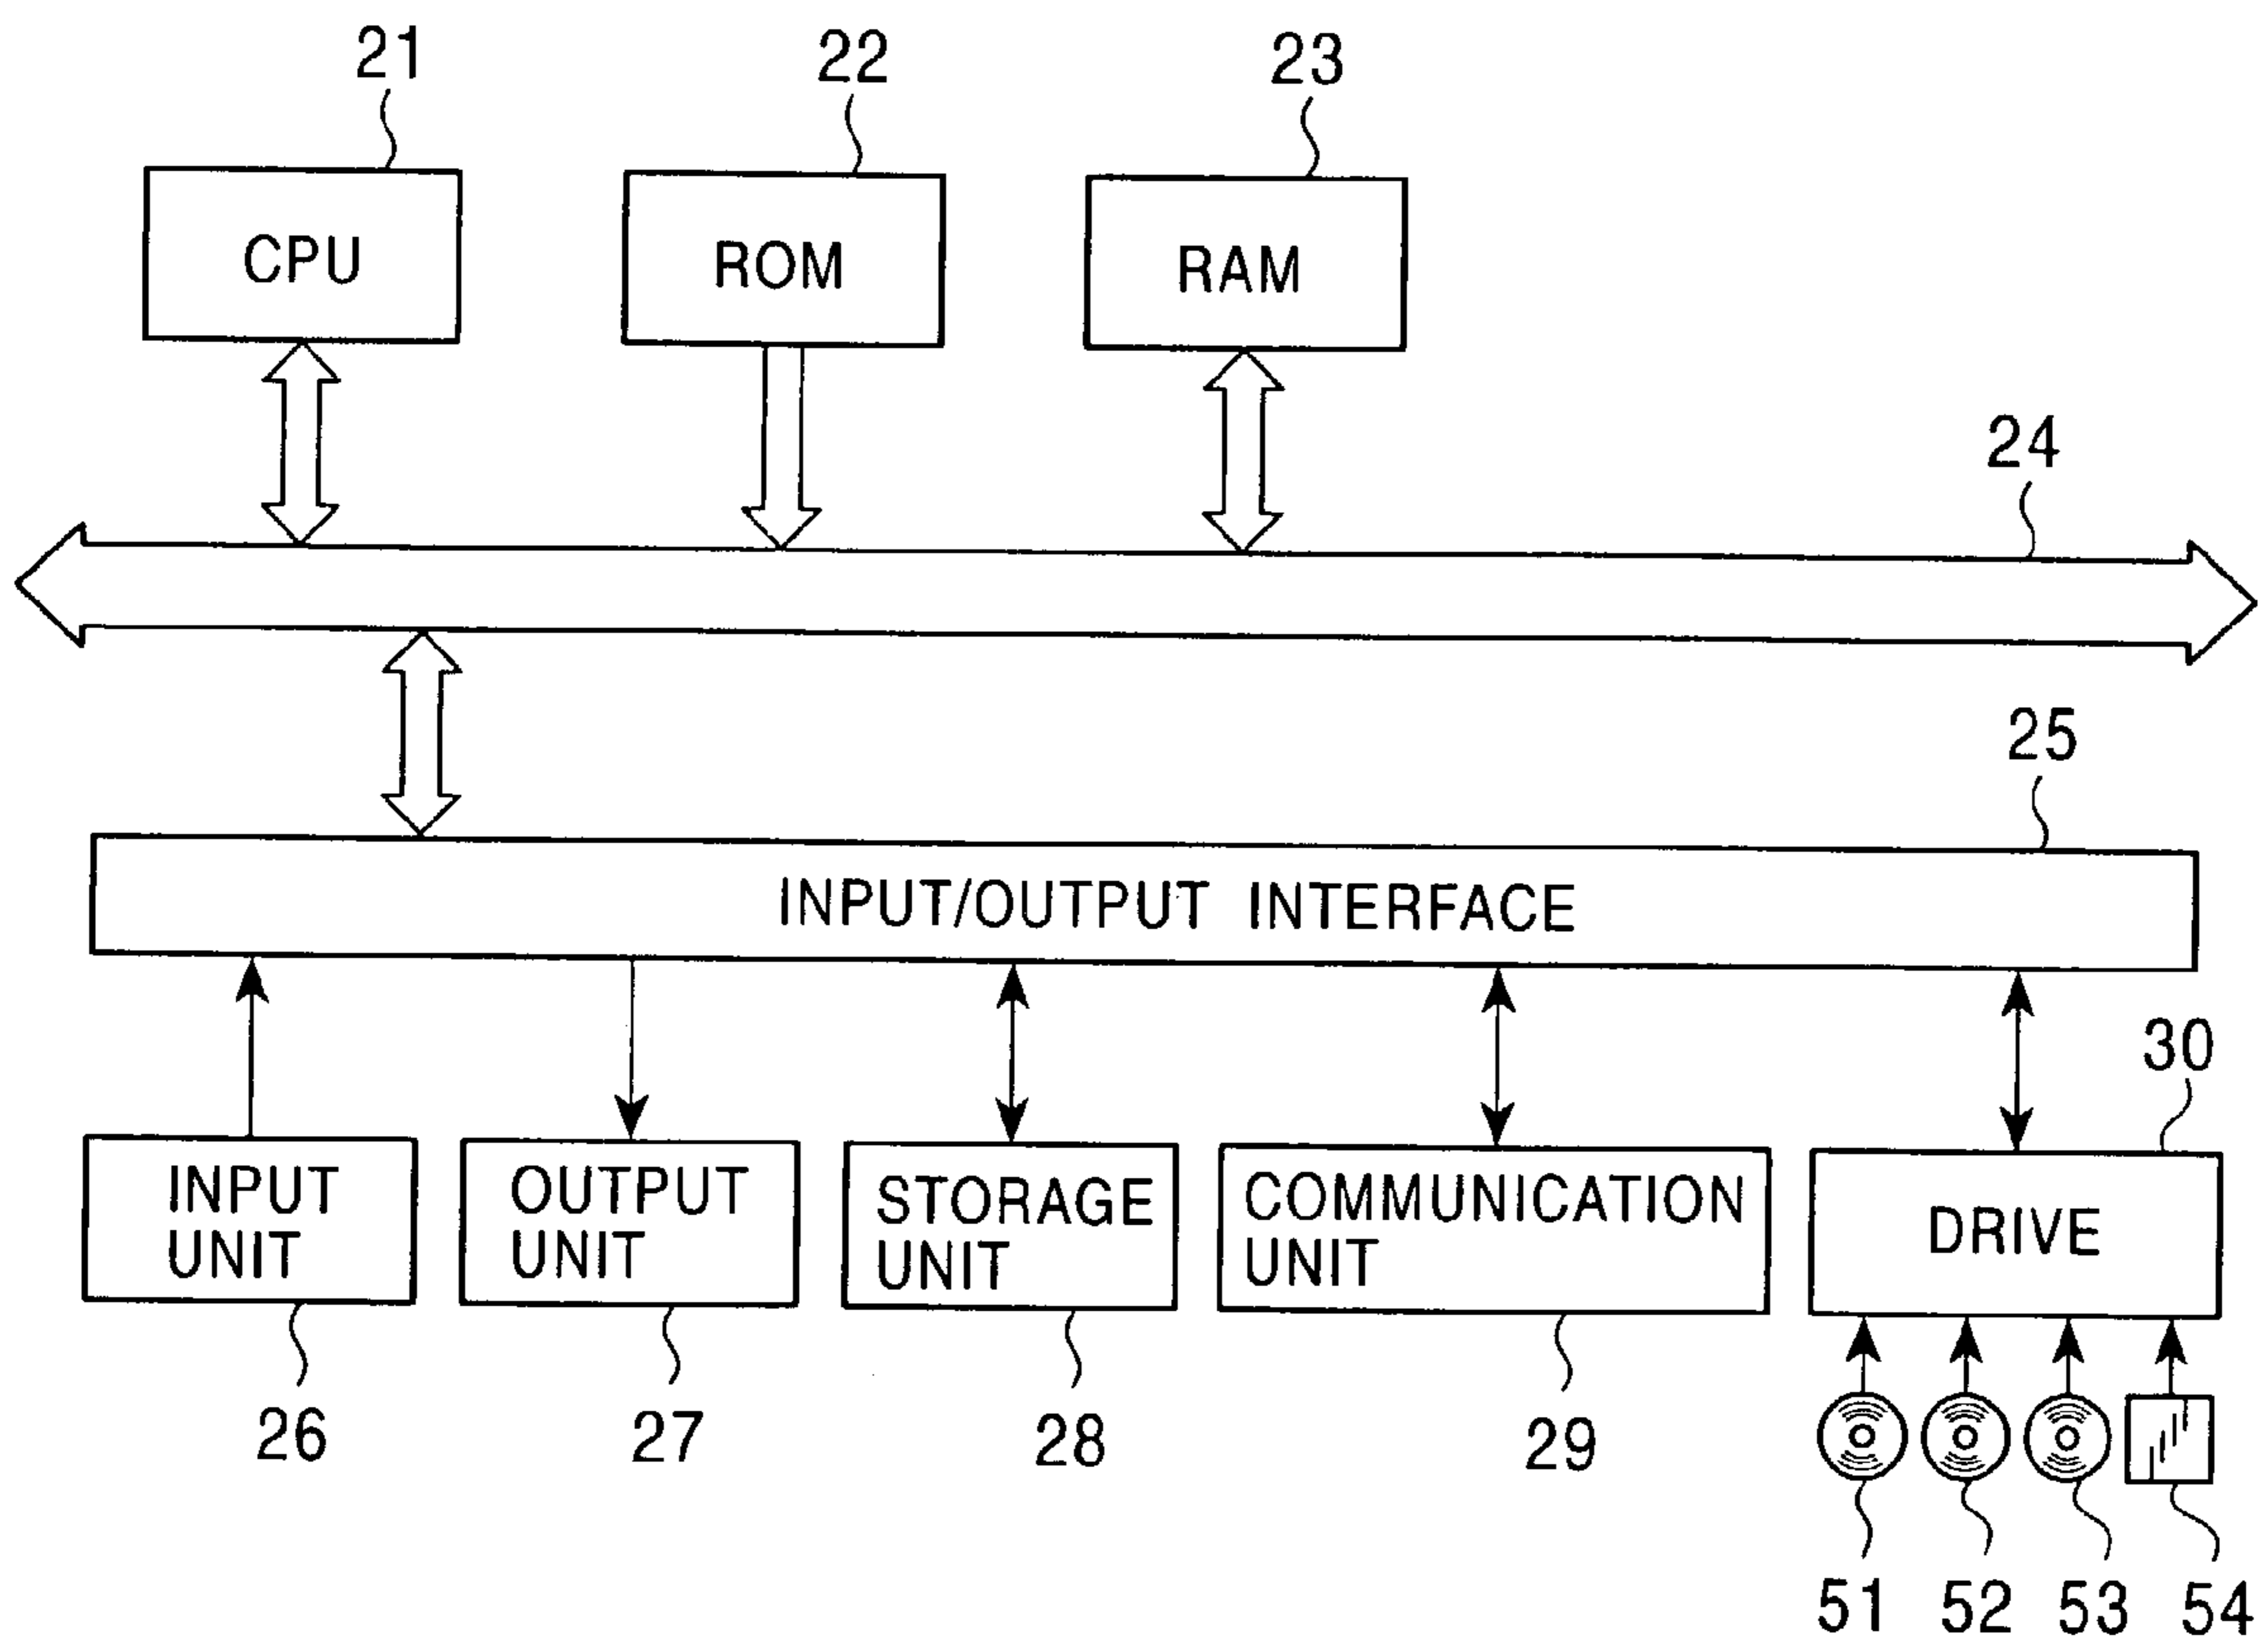 21
22
23
CPU
ROM
RAM
24
25
INPUT/OUTPUT INTERFACE
30
INPUT
UNIT
OUTPUT
UNIT
STORAGE
UNIT
COMMUNICATION
UNIT
DRIVE
26
27
28
29
51
52
53
54